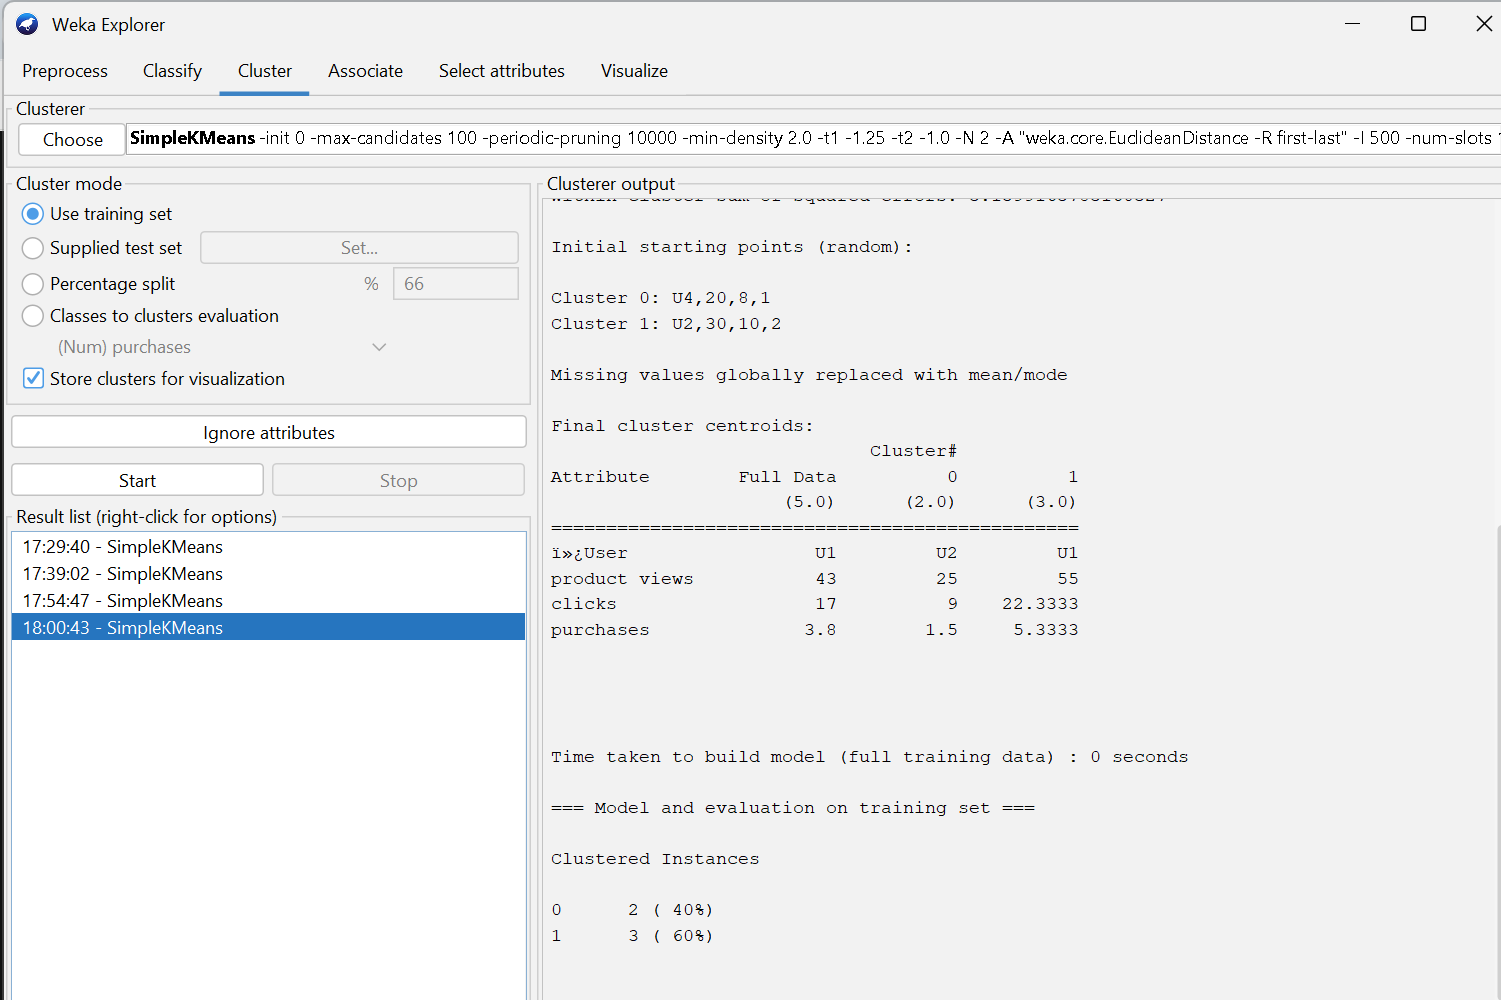 Weka Explorer
Preprocess Classify Cluster Associate Select attributes Visualize
Clusterer
Choose SimpleKMeans -init 0 -max-candidates 100 -periodic-pruning 10000 -min-density 2.0 -t1 -1.25 -t2 -1.0 -N 2 -A "weka.core.EuclideanDistance -R first-last" -I 500 -num-slots
Cluster mode
Use training set
Supplied test set Set...
Percentage split % 66
Classes to clusters evaluation
(Num) purchases
Store clusters for visualization
Ignore attributes
Start Stop
Result list (right-click for options)
17:29:40 - SimpleKMeans
17:39:02 - SimpleKMeans
17:54:47 - SimpleKMeans
18:00:43 - SimpleKMeans
Clusterer output
Initial starting points (random):
Cluster 0: U4,20,8,1
Cluster 1: U2,30,10,2
Missing values globally replaced with mean/mode
Final cluster centroids:
Cluster#
Attribute Full Data 0 1
(5.0) (2.0) (3.0)
================================================
ï»¿User U1 U2 U1
product views 43 25 55
clicks 17 9 22.3333
purchases 3.8 1.5 5.3333
Time taken to build model (full training data) : 0 seconds
=== Model and evaluation on training set ===
Clustered Instances
0 2 ( 40%)
1 3 ( 60%)